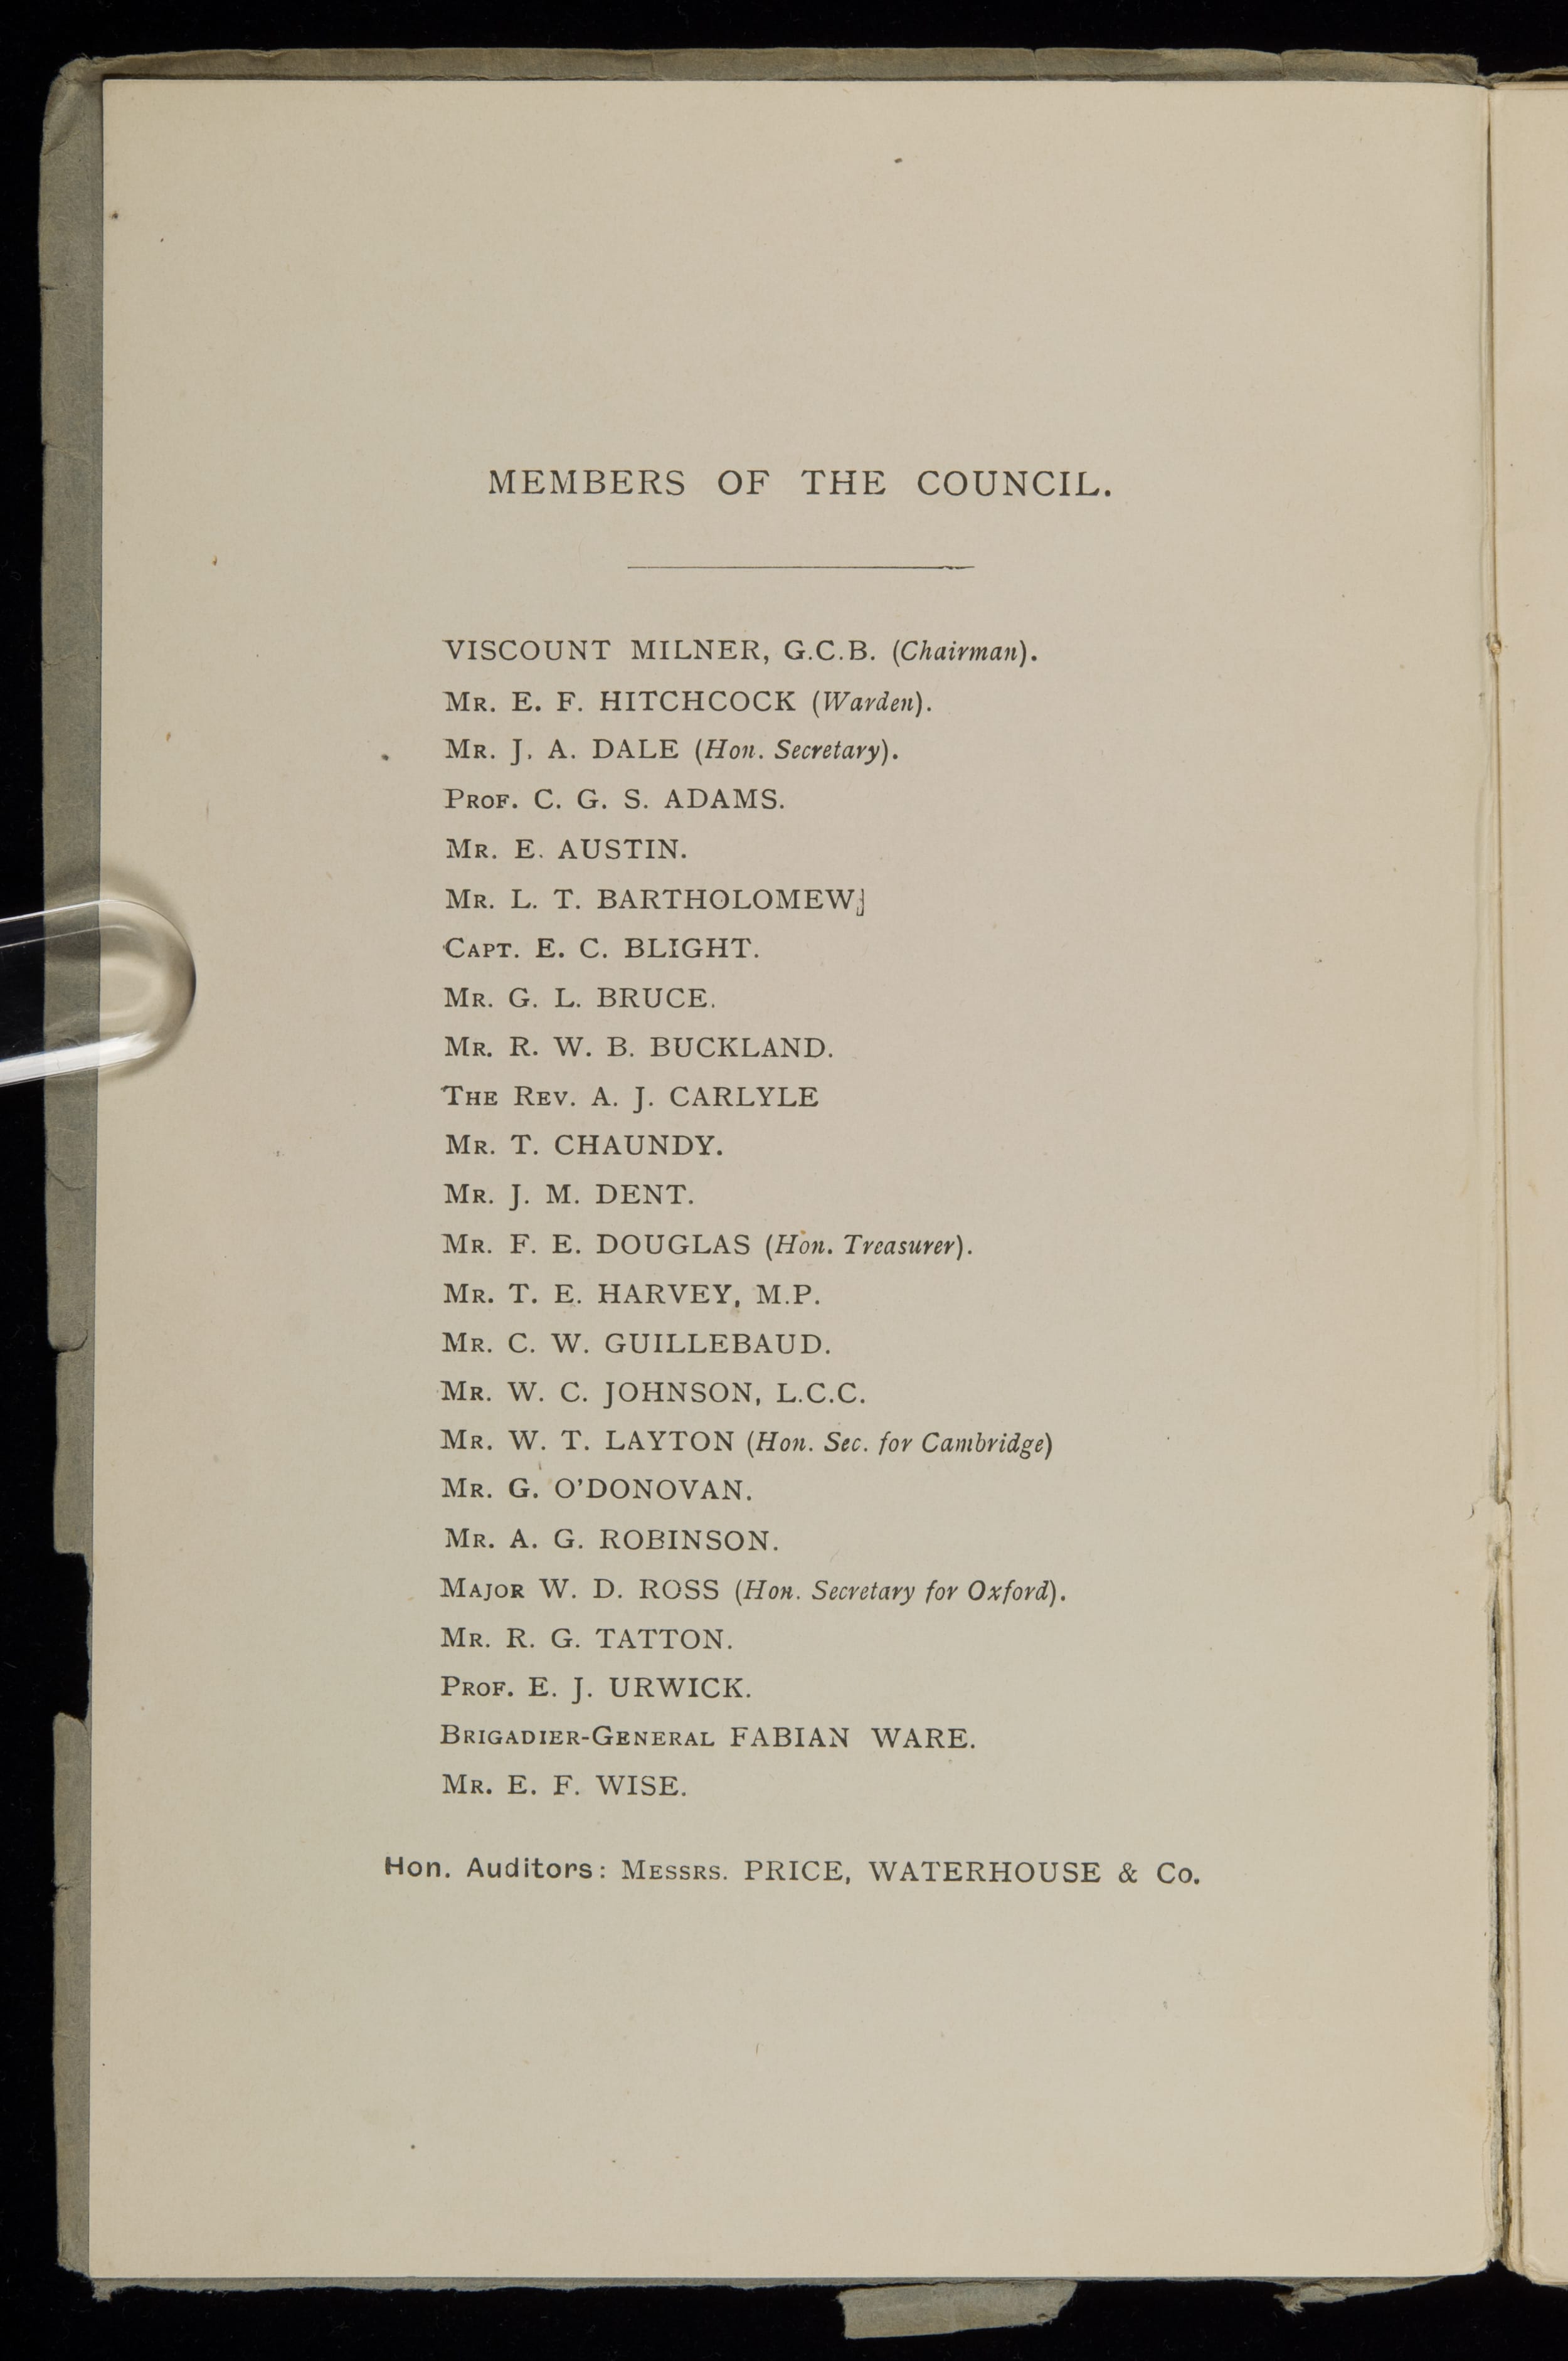 MEMBERS OF THE COUNCIL.
VISCOUNT MILNER, G.C.B. (Chairman).
MR. E. F. HITCHCOCK (Warden).
MR. J. A. DALE (Hon. Secretary).
PROF. C. G. S. ADAMS.
MR. E. AUSTIN.
MR. L. T. BARTHOLOMEW.
CAPT. E. C. BLIGHT.
MR. G. L. BRUCE.
MR. R. W. B. BUCKLAND.
THE REV. A. J. CARLYLE
MR. T. CHAUNDY.
MR. J. M. DENT.
MR. F. E. DOUGLAS (Hon. Treasurer).
MR. T. E. HARVEY, M.P.
MR. C. W. GUILLEBAUD.
MR. W. C. JOHNSON, L.C.C.
MR. W. T. LAYTON (Hon. Sec. for Cambridge)
MR. G. O'DONOVAN.
MR. A. G. ROBINSON.
MAJOR W. D. ROSS (Hon. Secretary for Oxford).
MR. R. G. TATTON.
PROF. E. J. URWICK.
BRIGADIER-GENERAL FABIAN WARE.
MR. E. F. WISE.
Hon. Auditors: MESSRS. PRICE, WATERHOUSE & Co.